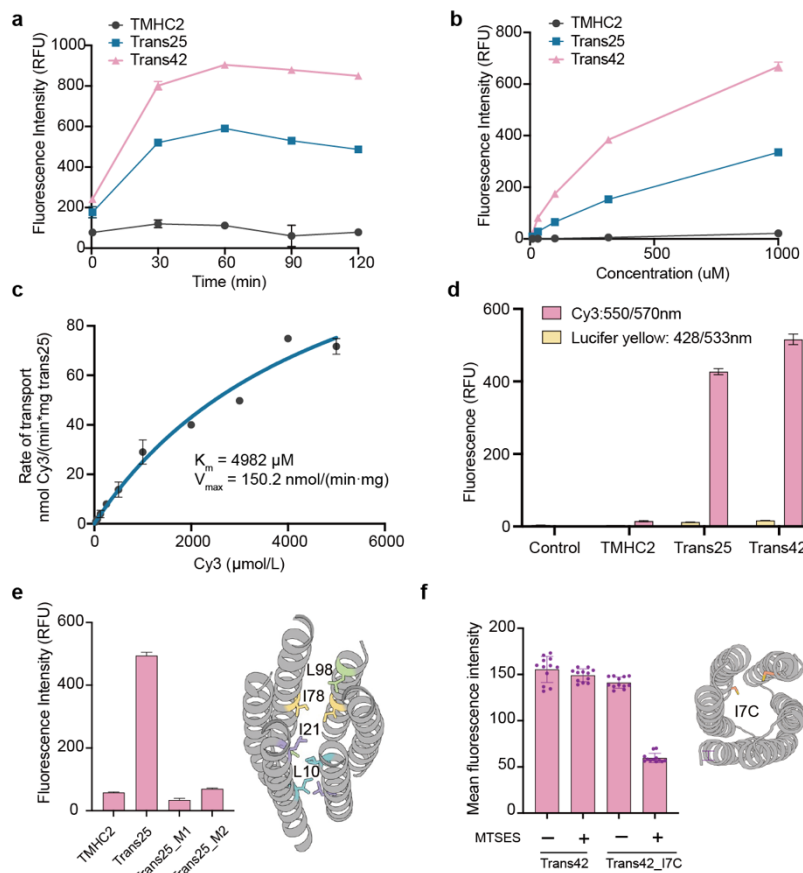 a
TMHC2
Trans25
Trans42
Fluorescence Intensity (RFU)
1000
800
600
400
200
0
0
30
60
90
120
Time (min)
b
TMHC2
Trans25
Trans42
Fluorescence Intensity (RFU)
800
600
400
200
0
500
1000
Concentration (uM)
c
Rate of transport
nmol Cy3/(min*mg trans25)
80
60
40
20
0
Km = 4982 µM
Vmax = 150.2 nmol/(min·mg)
0
2000
4000
6000
Cy3 (µmol/L)
d
Cy3:550/570nm
Lucifer yellow: 428/533nm
Fluorescence (RFU)
600
400
200
0
Control
TMHC2
Trans25
Trans42
e
Fluorescence Intensity (RFU)
600
400
200
0
TMHC2
Trans25
Trans25_M1
Trans25_M2
L98
I78
I21
L10
f
Mean fluorescence intensity
200
150
100
50
0
MTSES − + − +
Trans42
Trans42_I7C
I7C